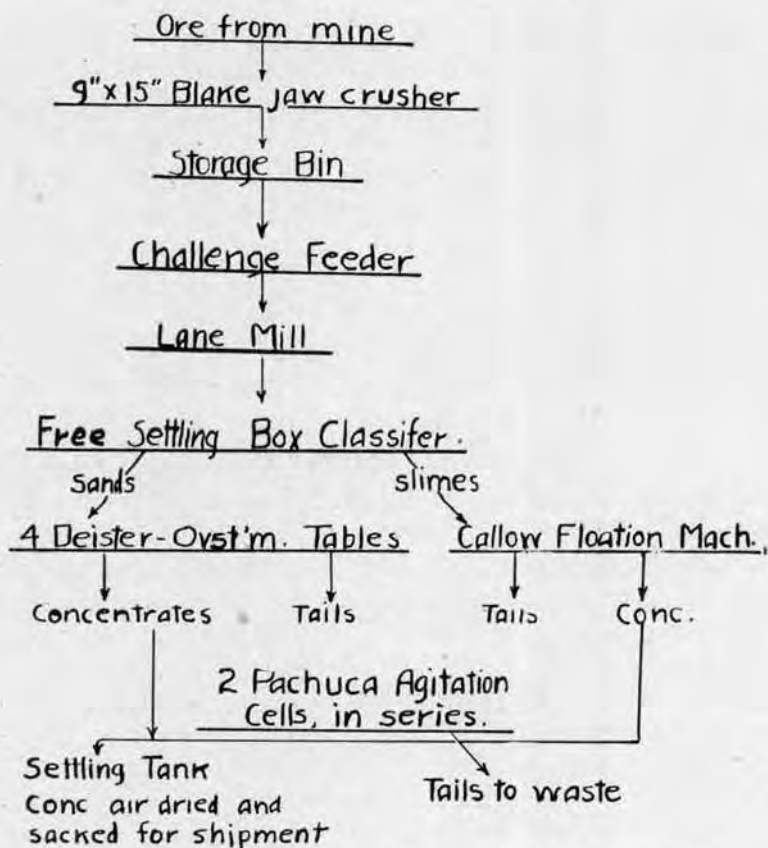 Ore from mine
9"x15" Blake jaw crusher
Storage Bin
Challenge Feeder
Lane Mill
Free Settling Box Classifer.
Sands slimes
4 Deister-Ovst'm. Tables Callow Floation Mach.
Concentrates Tails Tails Conc.
2 Pachuca Agitation
Cells, in series.
Settling Tank
Conc air dried and
sacked for shipment
Tails to waste